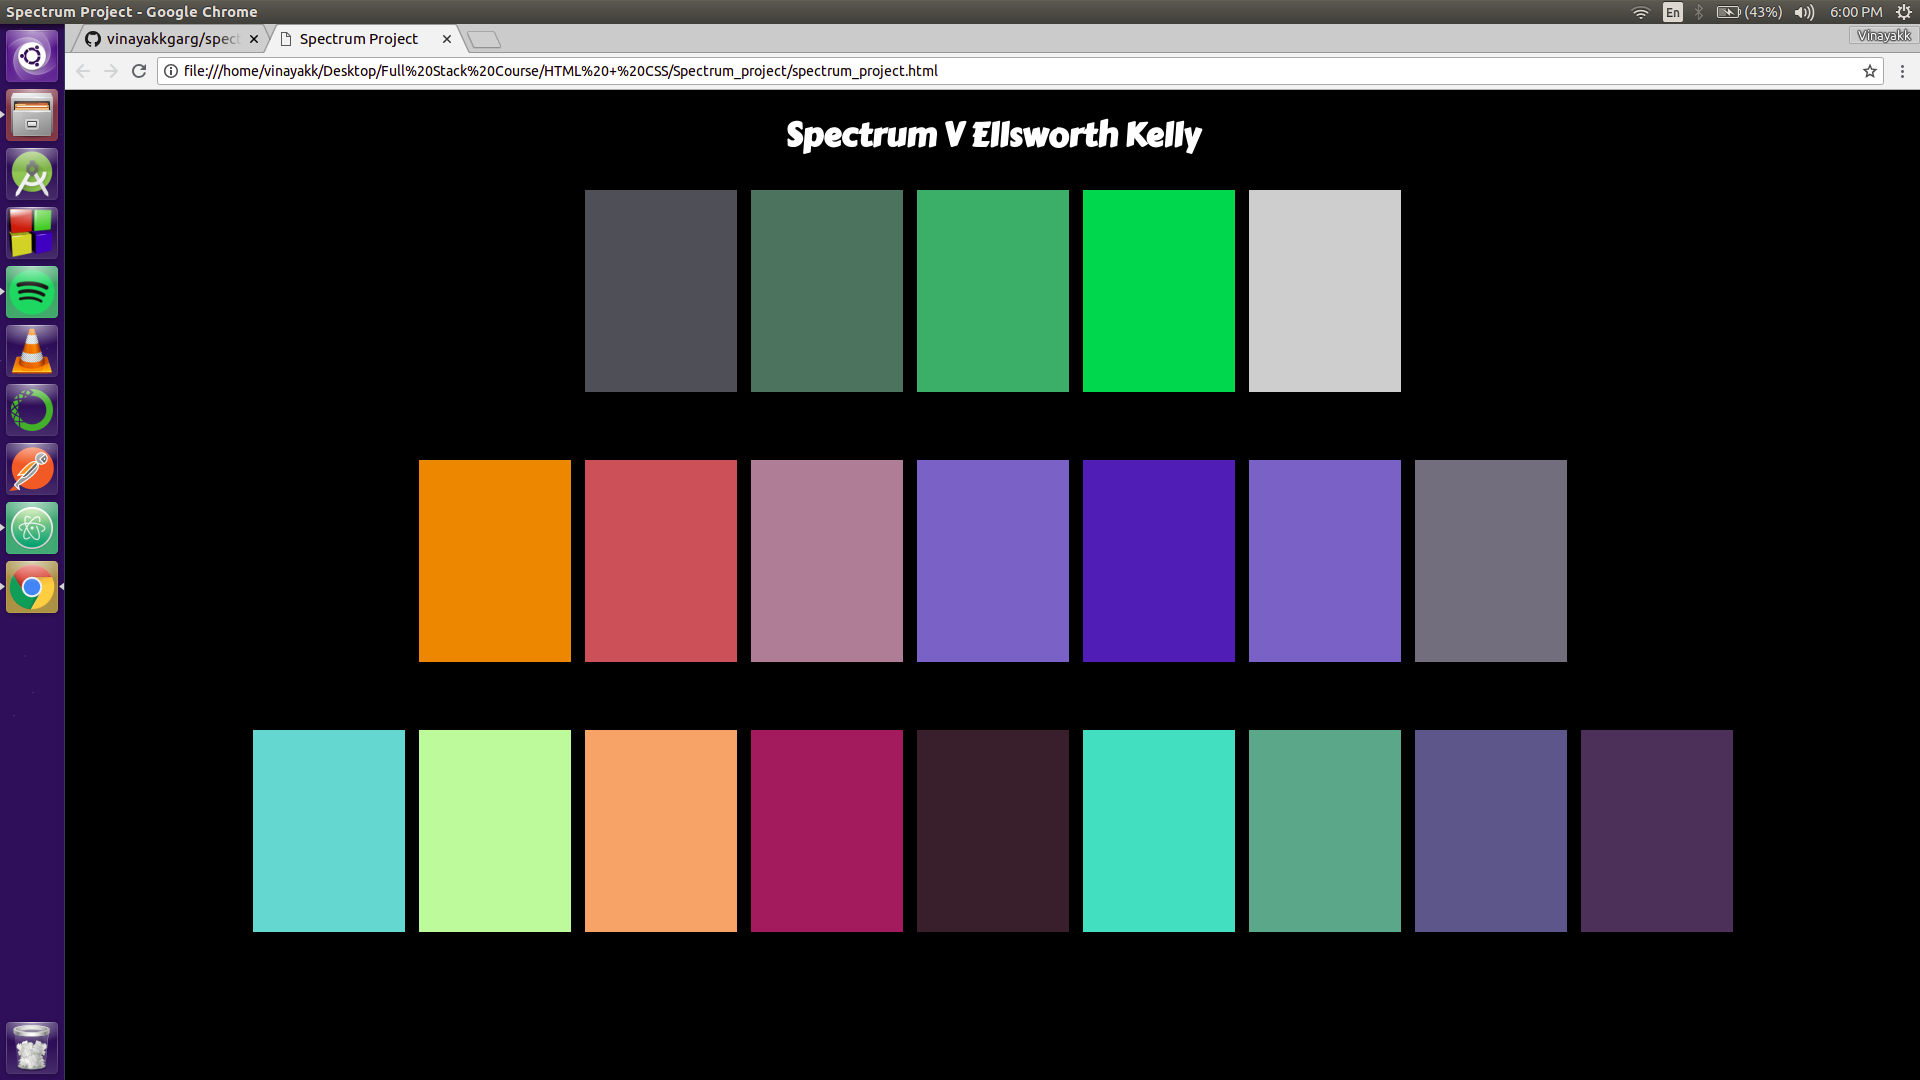 Spectrum Project - Google Chrome
En
(43%)
6:00 PM
vinayakkgarg/spect
Spectrum Project
Vinayakk
file:///home/vinayakk/Desktop/Full%20Stack%20Course/HTML%20+%20CSS/Spectrum_project/spectrum_project.html
Spectrum V Ellsworth Kelly